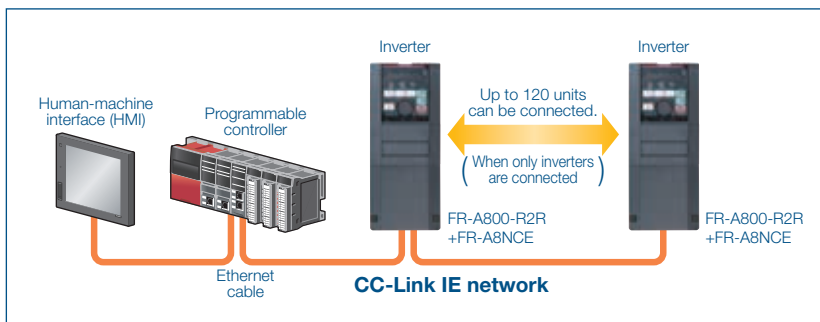 Inverter
Inverter
Human-machine
interface (HMI)
Programmable
controller
Up to 120 units
can be connected.
( When only inverters
are connected )
FR-A800-R2R
+FR-A8NCE
FR-A800-R2R
+FR-A8NCE
Ethernet
cable
CC-Link IE network